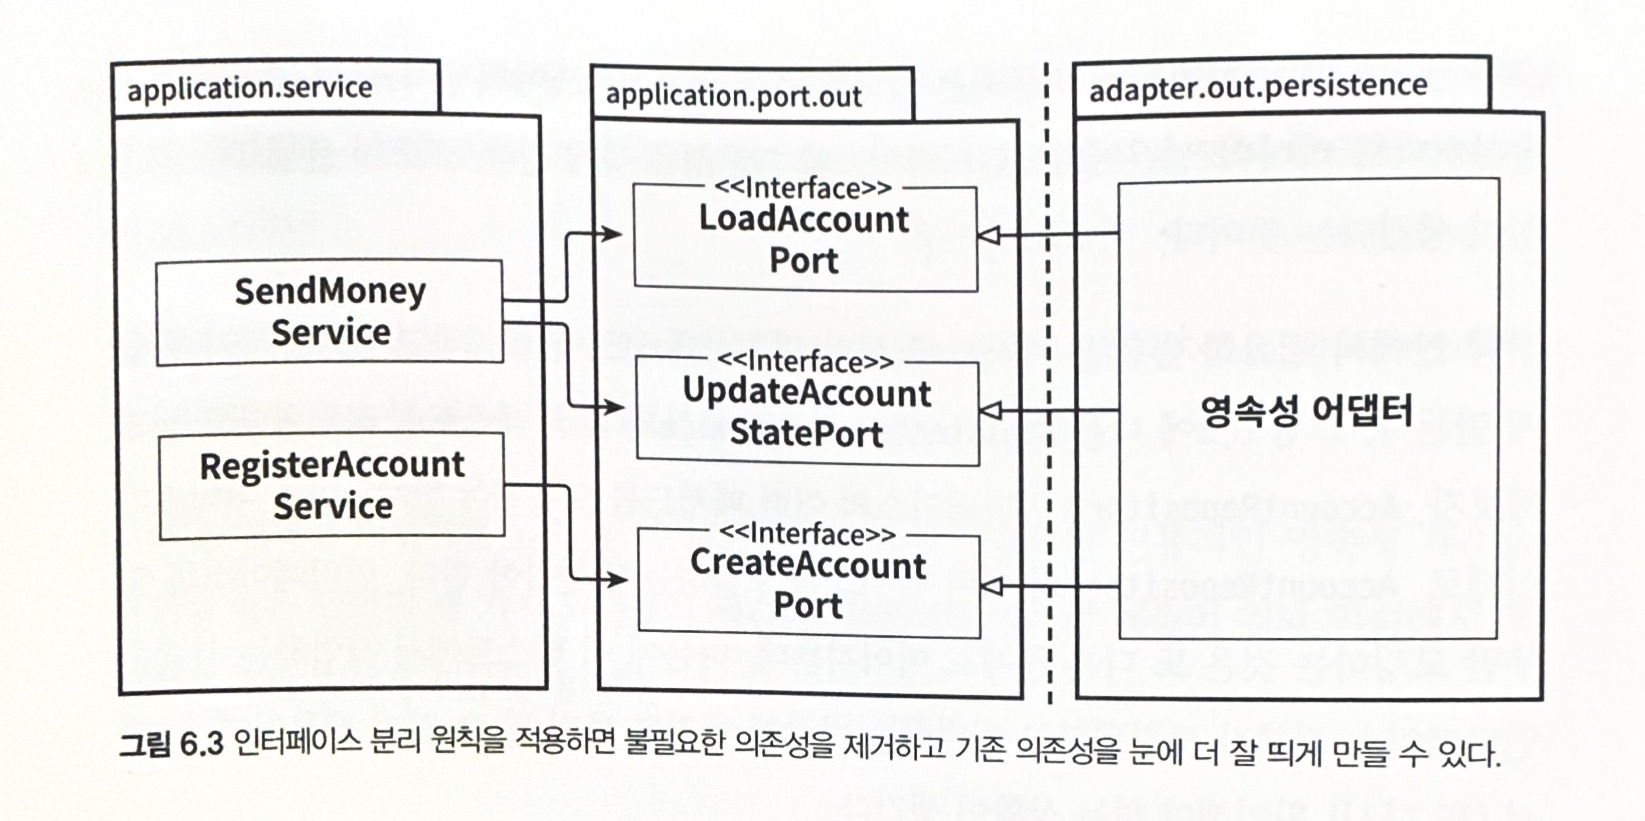 application.service
application.port.out
adapter.out.persistence
<<Interface>>
LoadAccount
Port
SendMoney
Service
<<Interface>>
UpdateAccount
StatePort
영속성 어댑터
RegisterAccount
Service
<<Interface>>
CreateAccount
Port
그림 6.3 인터페이스 분리 원칙을 적용하면 불필요한 의존성을 제거하고 기존 의존성을 눈에 더 잘 띄게 만들 수 있다.